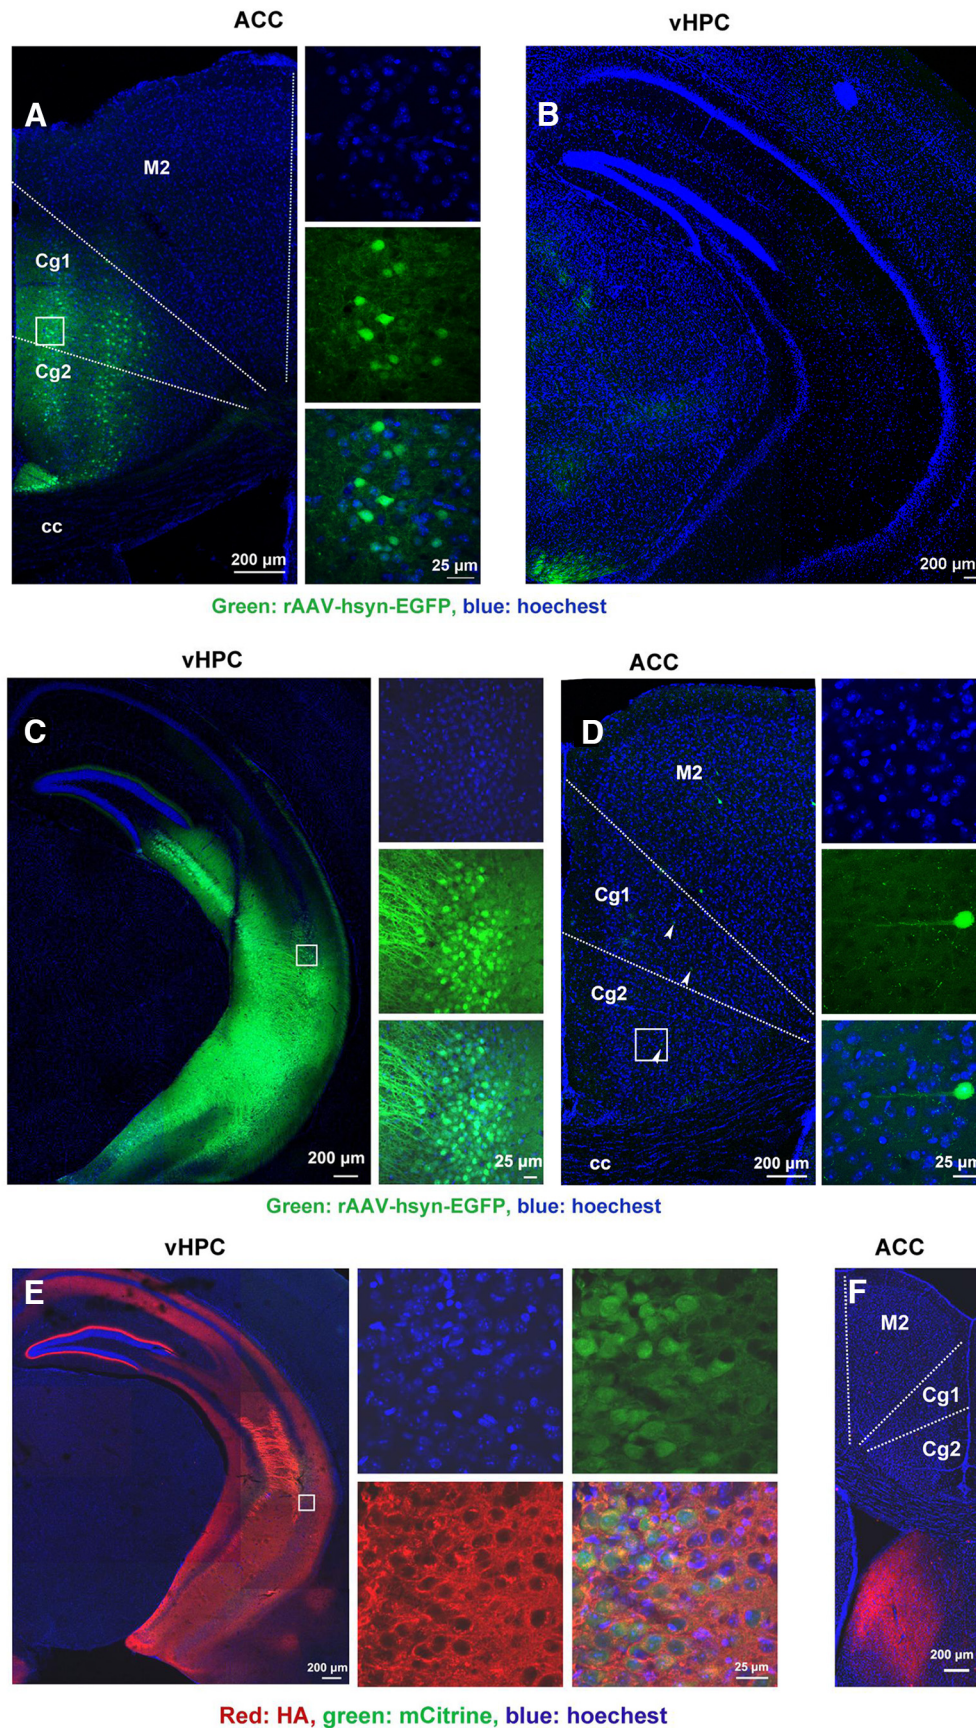 ACC
vHPC
A
M2
Cg1
Cg2
cc
200 µm
25 µm
B
200 µm
Green: rAAV-hsyn-EGFP, blue: hoechest
vHPC
ACC
C
200 µm
25 µm
D
M2
Cg1
Cg2
cc
200 µm
25 µm
Green: rAAV-hsyn-EGFP, blue: hoechest
vHPC
ACC
E
200 µm
25 µm
F
M2
Cg1
Cg2
200 µm
Red: HA, green: mCitrine, blue: hoechest